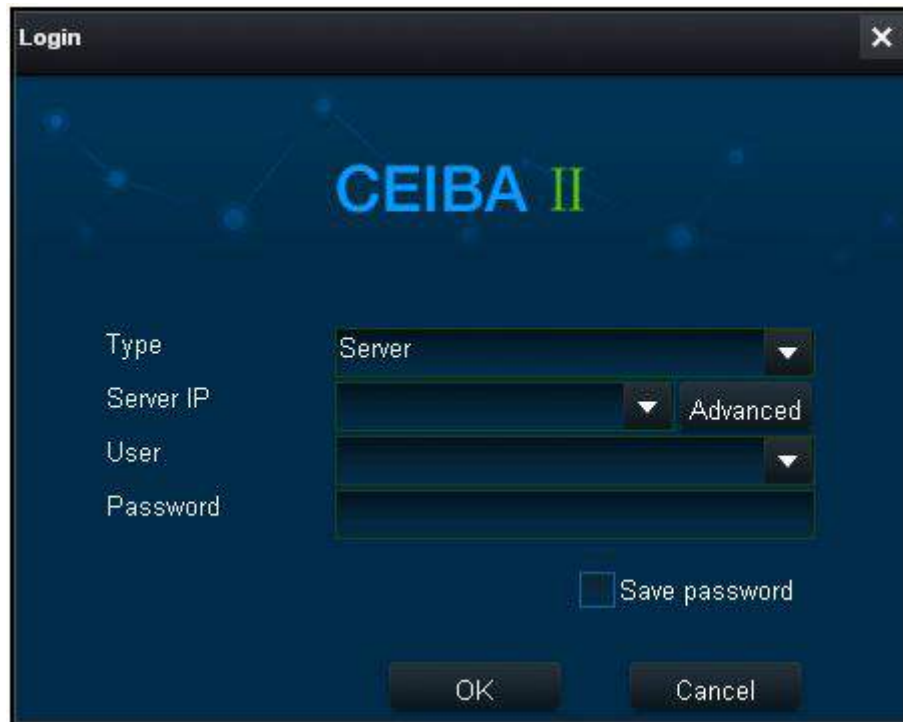 Login
CEIBA II
Type Server
Server IP Advanced
User
Password
Save password
OK Cancel